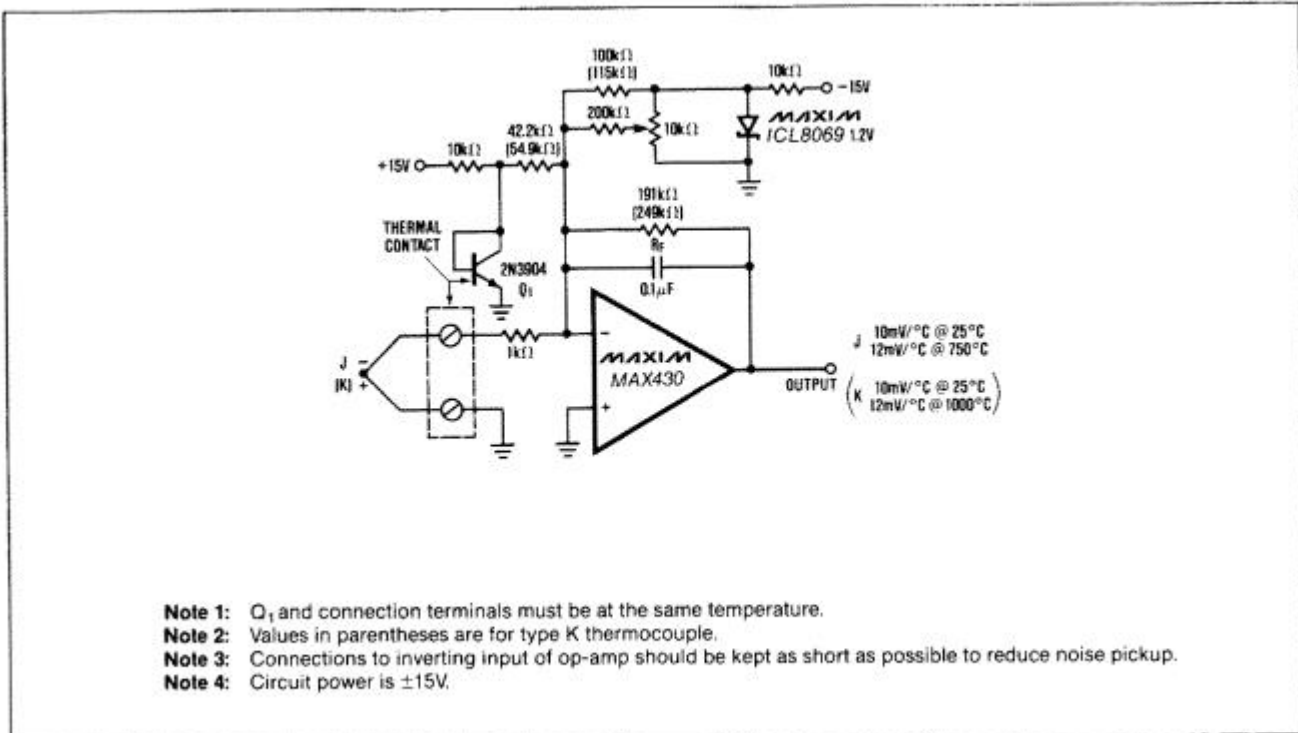 100kΩ
(115kΩ)
10kΩ
-15V
200kΩ
10kΩ
MAXIM
ICL8069 1.2V
42.2kΩ
(54.9kΩ)
10kΩ
+15V
191kΩ
(249kΩ)
RF
0.1µF
THERMAL
CONTACT
2N3904
Q1
J -
(K) +
1kΩ
-
MAXIM
MAX430
+
OUTPUT
J 10mV/°C @ 25°C
12mV/°C @ 750°C
(K 10mV/°C @ 25°C
12mV/°C @ 1000°C)
Note 1: Q1 and connection terminals must be at the same temperature.
Note 2: Values in parentheses are for type K thermocouple.
Note 3: Connections to inverting input of op-amp should be kept as short as possible to reduce noise pickup.
Note 4: Circuit power is ±15V.